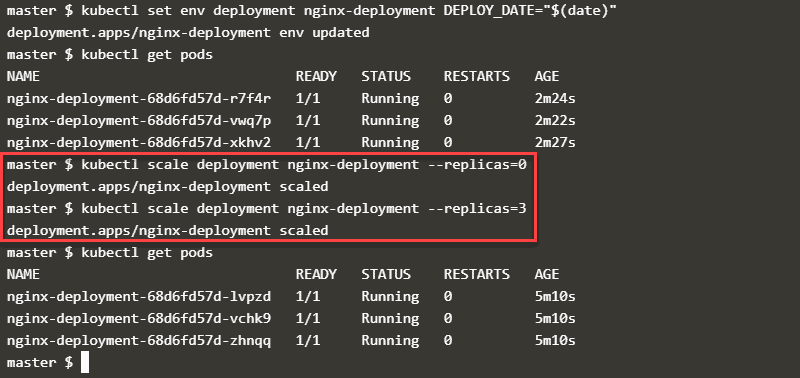 master $ kubectl set env deployment nginx-deployment DEPLOY_DATE="$(date)"
deployment.apps/nginx-deployment env updated
master $ kubectl get pods
NAME READY STATUS RESTARTS AGE
nginx-deployment-68d6fd57d-r7f4r 1/1 Running 0 2m24s
nginx-deployment-68d6fd57d-vwq7p 1/1 Running 0 2m22s
nginx-deployment-68d6fd57d-xkhv2 1/1 Running 0 2m27s
master $ kubectl scale deployment nginx-deployment --replicas=0
deployment.apps/nginx-deployment scaled
master $ kubectl scale deployment nginx-deployment --replicas=3
deployment.apps/nginx-deployment scaled
master $ kubectl get pods
NAME READY STATUS RESTARTS AGE
nginx-deployment-68d6fd57d-lvpzd 1/1 Running 0 5m10s
nginx-deployment-68d6fd57d-vchk9 1/1 Running 0 5m10s
nginx-deployment-68d6fd57d-zhnqq 1/1 Running 0 5m10s
master $